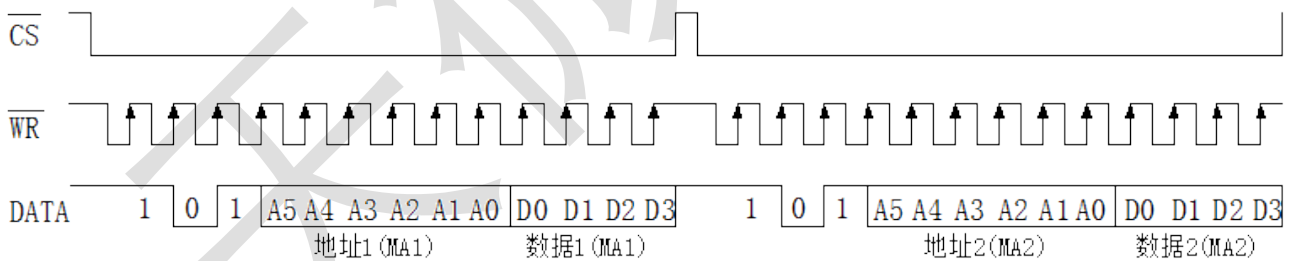 CS
WR
DATA 1 0 1 A5 A4 A3 A2 A1 A0 D0 D1 D2 D3 1 0 1 A5 A4 A3 A2 A1 A0 D0 D1 D2 D3
地址1(MA1) 数据1(MA1) 地址2(MA2) 数据2(MA2)